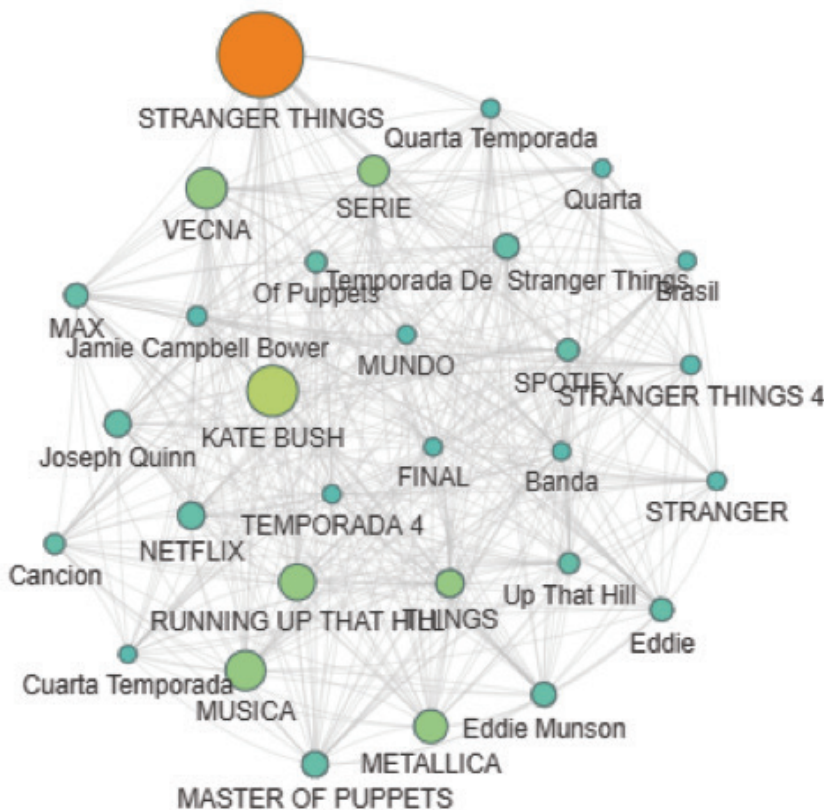 STRANGER THINGS
Quarta Temporada
SERIE
Quarta
VECNA
Of Puppets
Temporada De Stranger Things
Brasil
MAX
Jamie Campbell Bower
MUNDO
SPOTIFY
STRANGER THINGS 4
KATE BUSH
Joseph Quinn
FINAL
Banda
STRANGER
TEMPORADA 4
NETFLIX
Cancion
Up That Hill
RUNNING UP THAT HILL
THINGS
Eddie
Cuarta Temporada
MUSICA
Eddie Munson
METALLICA
MASTER OF PUPPETS